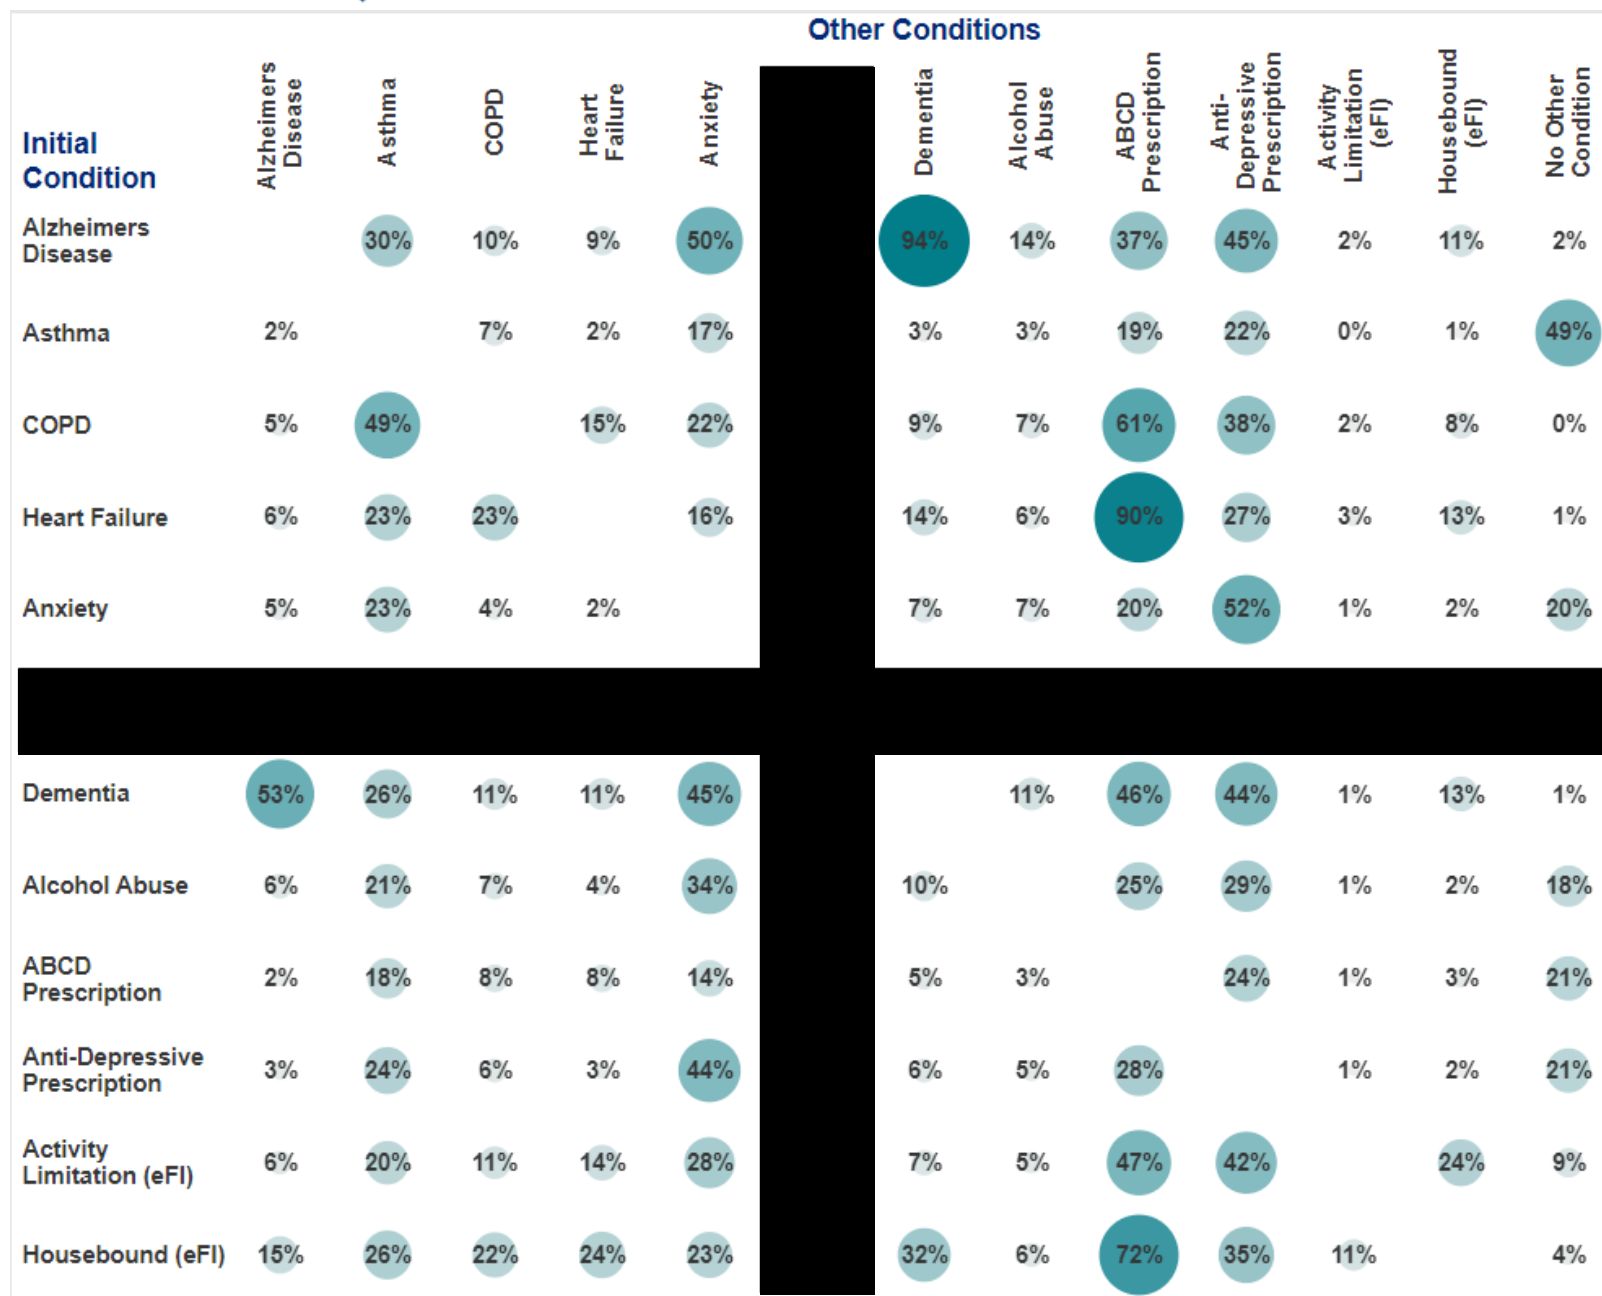 Other Conditions
Initial
Condition
Alzheimers
Disease
Asthma
COPD
Heart
Failure
Anxiety
Dementia
Alcohol
Abuse
ABCD
Prescription
Anti-
Depressive
Prescription
Activity
Limitation
(eFI)
Housebound
(eFI)
No Other
Condition
Alzheimers
Disease
30% 10% 9% 50% 94% 14% 37% 45% 2% 11% 2%
Asthma 2% 7% 2% 17% 3% 3% 19% 22% 0% 1% 49%
COPD 5% 49% 15% 22% 9% 7% 61% 38% 2% 8% 0%
Heart Failure 6% 23% 23% 16% 14% 6% 90% 27% 3% 13% 1%
Anxiety 5% 23% 4% 2% 7% 7% 20% 52% 1% 2% 20%
Dementia 53% 26% 11% 11% 45% 11% 46% 44% 1% 13% 1%
Alcohol Abuse 6% 21% 7% 4% 34% 10% 25% 29% 1% 2% 18%
ABCD
Prescription
2% 18% 8% 8% 14% 5% 3% 24% 1% 3% 21%
Anti-Depressive
Prescription
3% 24% 6% 3% 44% 6% 5% 28% 1% 2% 21%
Activity
Limitation (eFI)
6% 20% 11% 14% 28% 7% 5% 47% 42% 24% 9%
Housebound (eFI) 15% 26% 22% 24% 23% 32% 6% 72% 35% 11% 4%